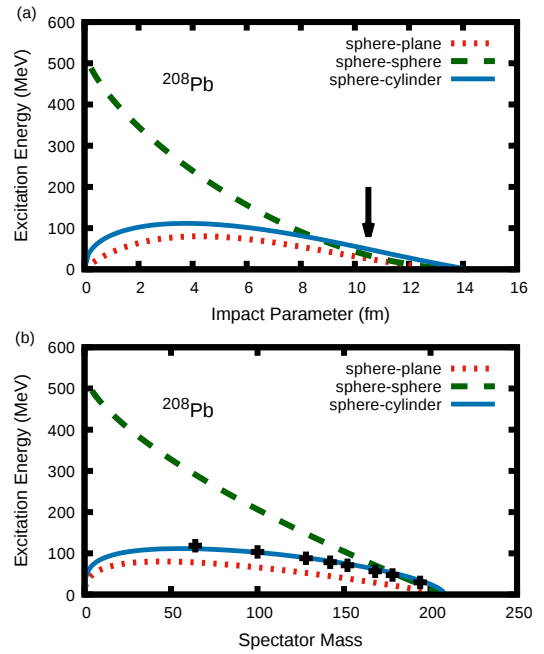 (a)
600
500
400
300
200
100
0
Excitation Energy (MeV)
²⁰⁸Pb
sphere-plane
sphere-sphere
sphere-cylinder
0 2 4 6 8 10 12 14 16
Impact Parameter (fm)
(b)
600
500
400
300
200
100
0
Excitation Energy (MeV)
²⁰⁸Pb
sphere-plane
sphere-sphere
sphere-cylinder
0 50 100 150 200 250
Spectator Mass